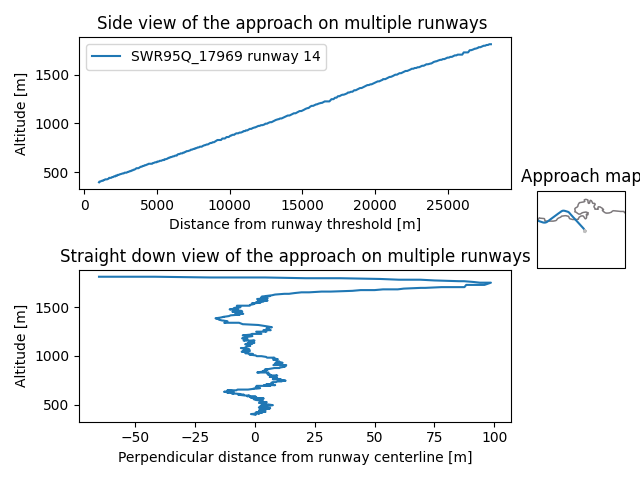 Side view of the approach on multiple runways
SWR95Q_17969 runway 14
Altitude [m]
1500
1000
500
0 5000 10000 15000 20000 25000
Distance from runway threshold [m]
Approach map
Straight down view of the approach on multiple runways
Altitude [m]
1500
1000
500
−50 −25 0 25 50 75 100
Perpendicular distance from runway centerline [m]